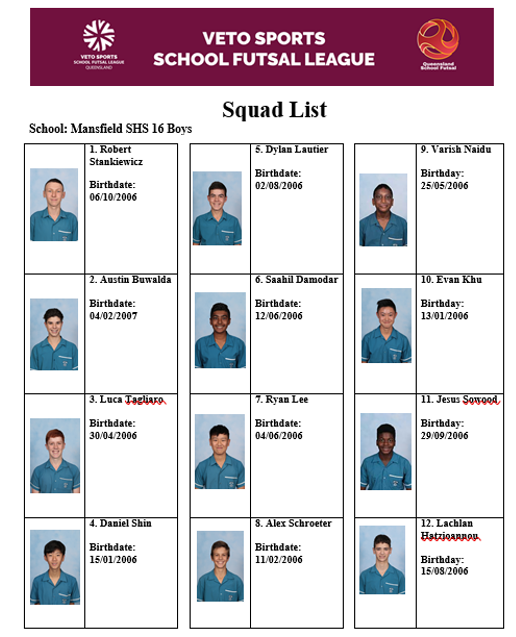 VETO SPORTS
SCHOOL FUTSAL LEAGUE
VETO SPORTS
SCHOOL FUTSAL LEAGUE
QUEENSLAND
Queensland
School Futsal
Squad List
School: Mansfield SHS 16 Boys
1. Robert
Stankiewicz
Birthdate:
06/10/2006
5. Dylan Lautier
Birthdate:
02/08/2006
9. Varish Naidu
Birthday:
25/05/2006
2. Austin Buwalda
Birthdate:
04/02/2007
6. Saahil Damodar
Birthdate:
12/06/2006
10. Evan Khu
Birthday:
13/01/2006
3. Luca Tagliaro
Birthdate:
30/04/2006
7. Ryan Lee
Birthdate:
04/06/2006
11. Jesus Sowood
Birthday:
29/09/2006
4. Daniel Shin
Birthdate:
15/01/2006
8. Alex Schroeter
Birthdate:
11/02/2006
12. Lachlan
Hatzioannou
Birthday:
15/08/2006